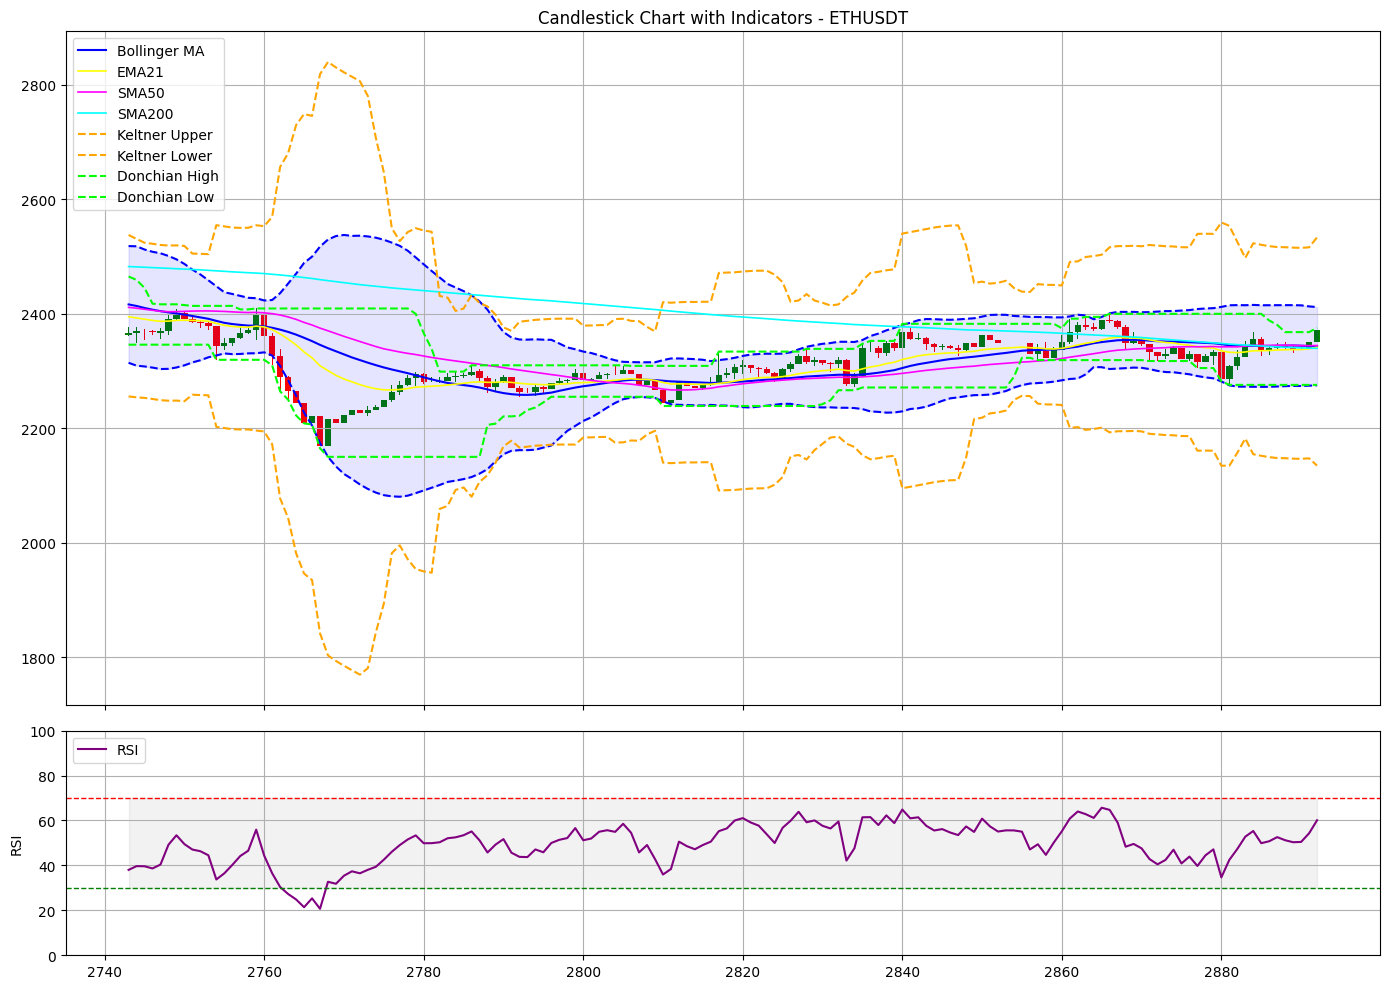 Candlestick Chart with Indicators - ETHUSDT
Bollinger MA
EMA21
SMA50
SMA200
Keltner Upper
Keltner Lower
Donchian High
Donchian Low
2800
2600
2400
2200
2000
1800
RSI
RSI
100
80
60
40
20
0
2740 2760 2780 2800 2820 2840 2860 2880